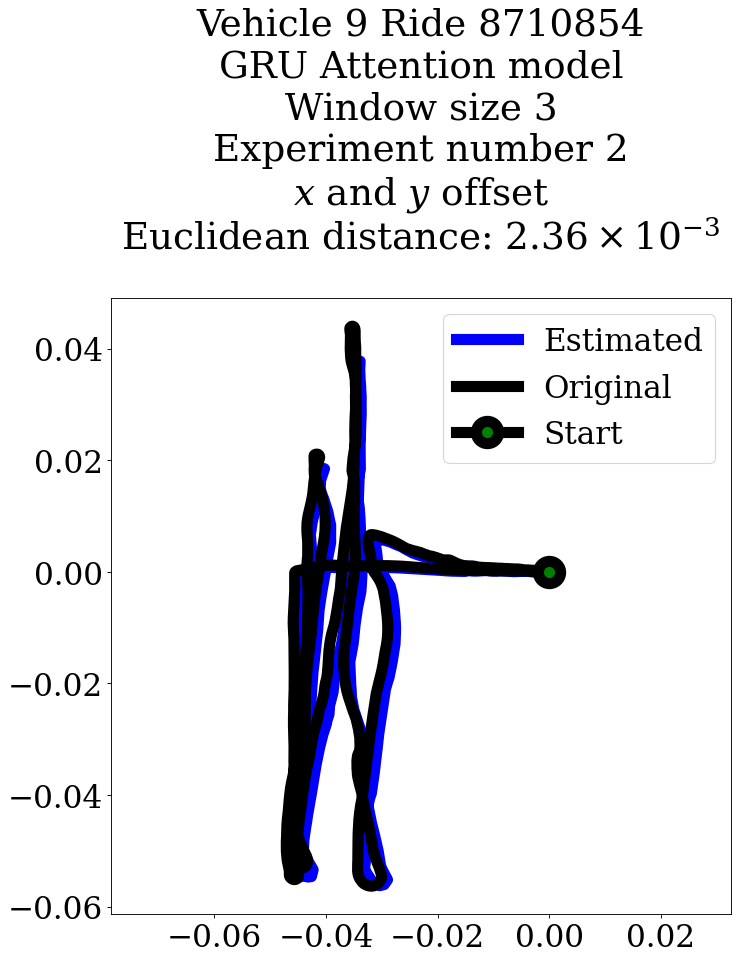 Vehicle 9 Ride 8710854
GRU Attention model
Window size 3
Experiment number 2
x and y offset
Euclidean distance: 2.36 × 10⁻³
Estimated
Original
Start
0.04
0.02
0.00
−0.02
−0.04
−0.06
−0.06 −0.04 −0.02 0.00 0.02